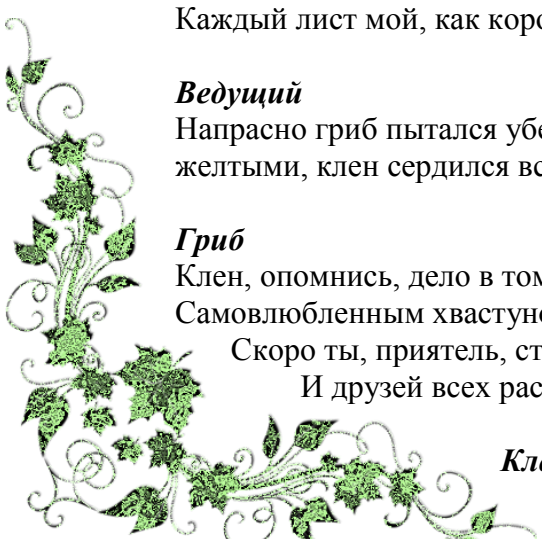 Каждый лист мой, как коро
Ведущий
Напрасно гриб пытался убе
желтыми, клен сердился вс
Гриб
Клен, опомнись, дело в том
Самовлюбленным хвастуно
Скоро ты, приятель, ст
И друзей всех рас
Кл